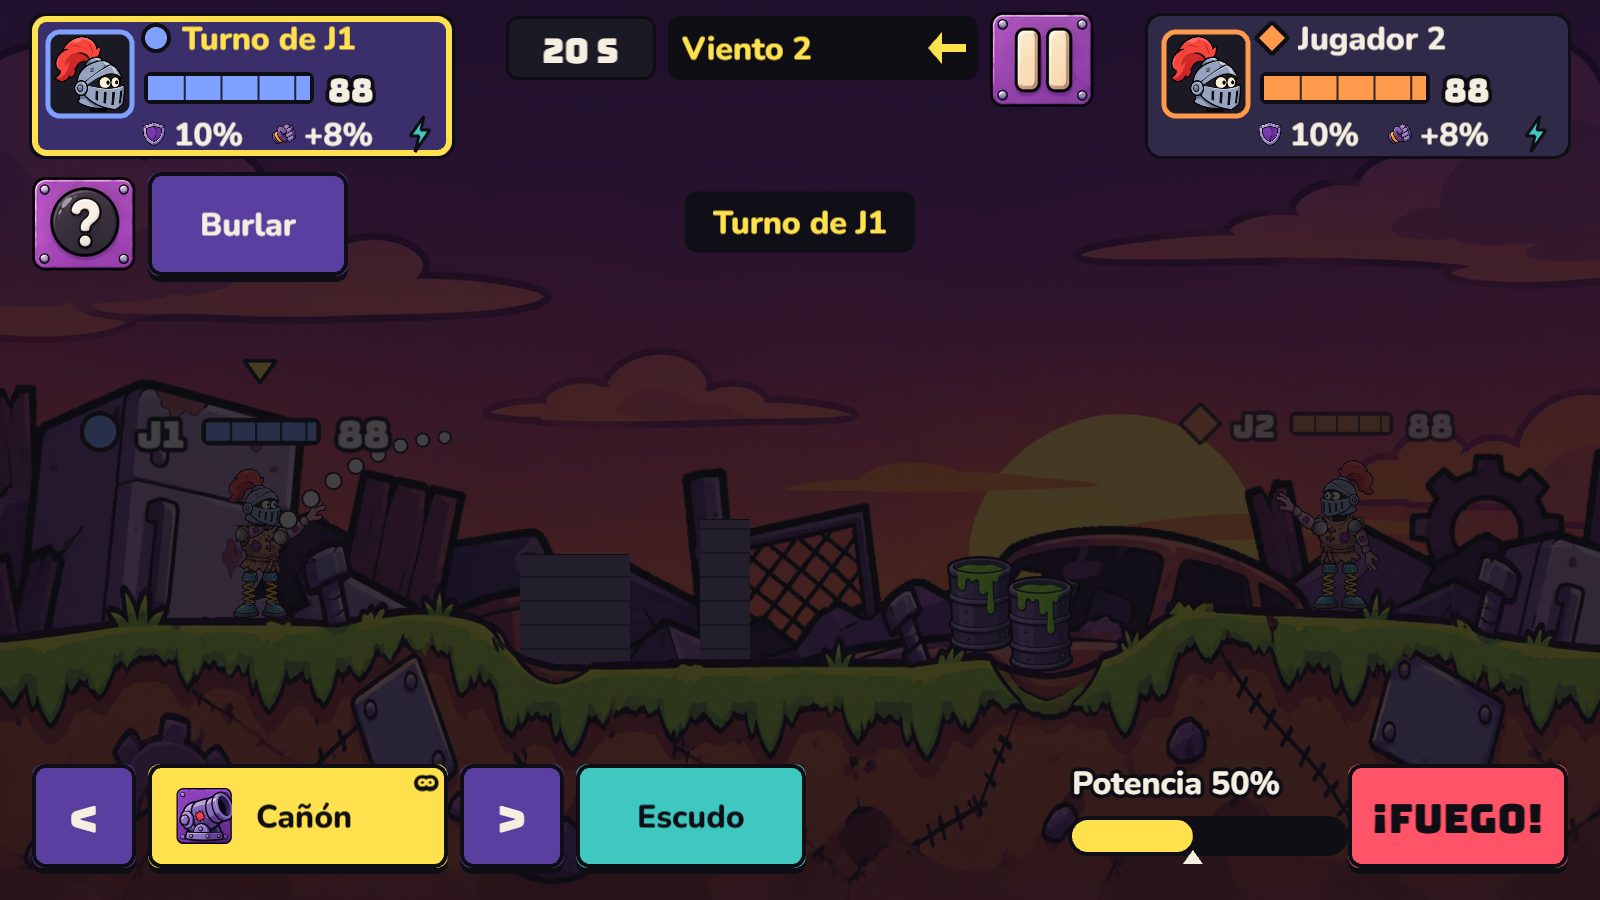 Turno de J1
88
10% +8%
20 S
Viento 2
Jugador 2
88
10% +8%
?
Burlar
Turno de J1
J1 88
J2 88
<
Cañón
∞
>
Escudo
Potencia 50%
¡FUEGO!